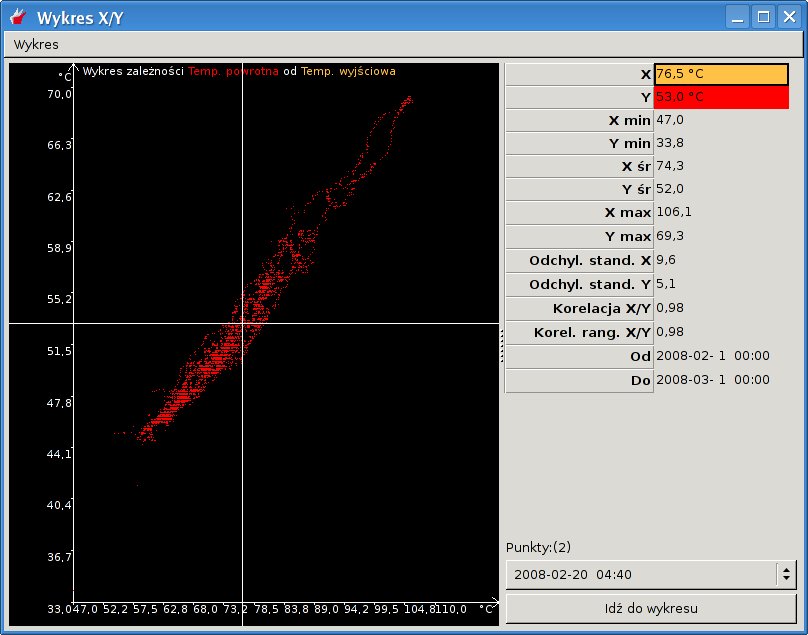 Wykres X/Y
Wykres
Wykres zależności Temp. powrotna od Temp. wyjściowa
°C
70,0
66,3
62,6
58,9
55,2
51,5
47,8
44,1
40,4
36,7
33,0 47,0 52,2 57,5 62,8 68,0 73,2 78,5 83,8 89,0 94,2 99,5 104,8 110,0 °C
X 76,5 °C
Y 53,0 °C
X min 47,0
Y min 33,8
X śr 74,3
Y śr 52,0
X max 106,1
Y max 69,3
Odchyl. stand. X 9,6
Odchyl. stand. Y 5,1
Korelacja X/Y 0,98
Korel. rang. X/Y 0,98
Od 2008-02- 1 00:00
Do 2008-03- 1 00:00
Punkty:(2)
2008-02-20 04:40
Idź do wykresu